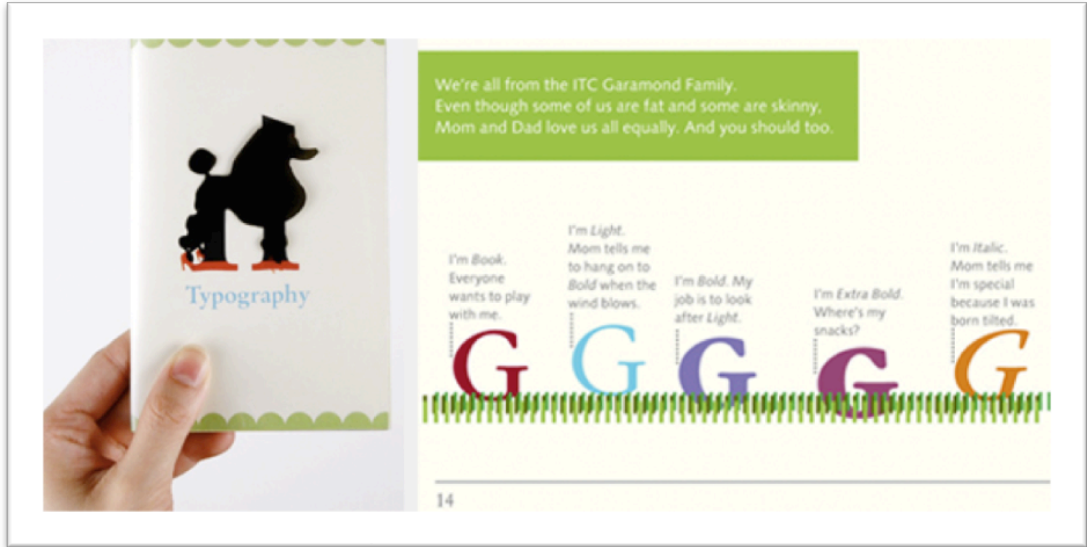 Typography
We're all from the ITC Garamond Family.
Even though some of us are fat and some are skinny,
Mom and Dad love us all equally. And you should too.
I'm Book.
Everyone
wants to play
with me.
I'm Light.
Mom tells me
to hang on to
Bold when the
wind blows.
I'm Bold. My
job is to look
after Light.
I'm Extra Bold.
Where's my
snacks?
I'm Italic.
Mom tells me
I'm special
because I was
born tilted.
G G G G G
14